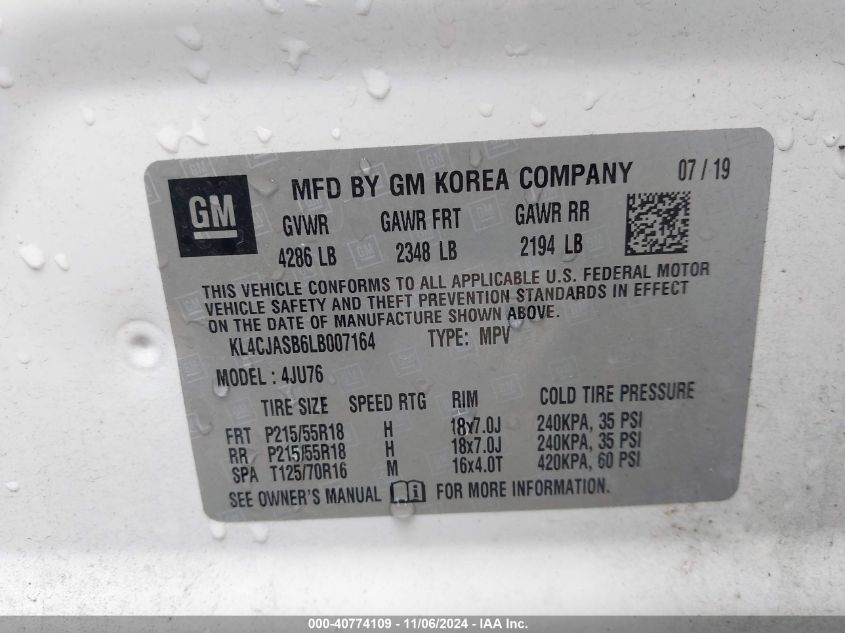 GM
MFD BY GM KOREA COMPANY 07 / 19
GVWR GAWR FRT GAWR RR
4286 LB 2348 LB 2194 LB
THIS VEHICLE CONFORMS TO ALL APPLICABLE U.S. FEDERAL MOTOR
VEHICLE SAFETY AND THEFT PREVENTION STANDARDS IN EFFECT
ON THE DATE OF MANUFACTURE SHOWN ABOVE.
KL4CJASB6LB007164 TYPE: MPV
MODEL : 4JU76
TIRE SIZE SPEED RTG RIM COLD TIRE PRESSURE
FRT P215/55R18 H 18x7.0J 240KPA, 35 PSI
RR P215/55R18 H 18x7.0J 240KPA, 35 PSI
SPA T125/70R16 M 16x4.0T 420KPA, 60 PSI
SEE OWNER'S MANUAL FOR MORE INFORMATION.
000-40774109 - 11/06/2024 - IAA Inc.